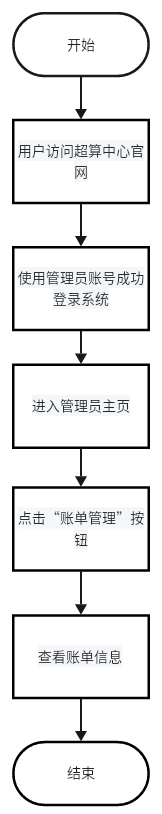 开始
用户访问超算中心官
网
使用管理员账号成功
登录系统
进入管理员主页
点击“账单管理”按
钮
查看账单信息
结束